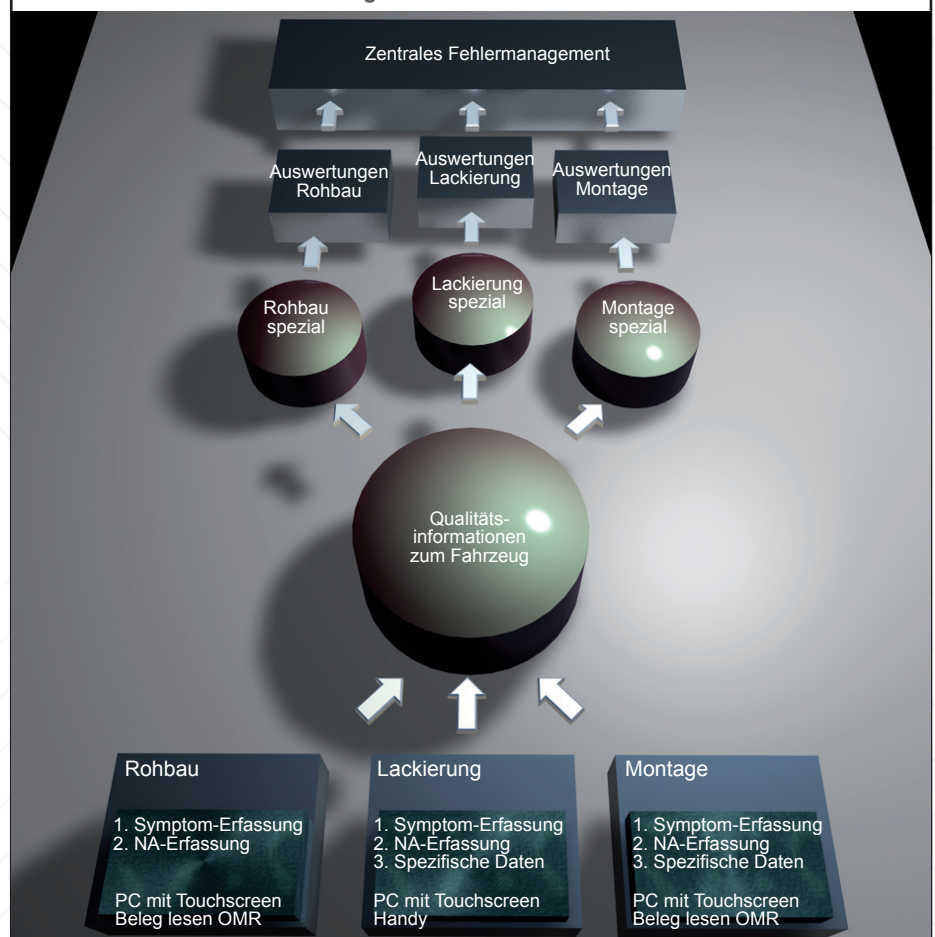 Zentrales Fehlermanagement
Auswertungen
Rohbau
Auswertungen
Lackierung
Auswertungen
Montage
Rohbau
spezial
Lackierung
spezial
Montage
spezial
Qualitäts-
informationen
zum Fahrzeug
Rohbau
1. Symptom-Erfassung
2. NA-Erfassung
PC mit Touchscreen
Beleg lesen OMR
Lackierung
1. Symptom-Erfassung
2. NA-Erfassung
3. Spezifische Daten
PC mit Touchscreen
Handy
Montage
1. Symptom-Erfassung
2. NA-Erfassung
3. Spezifische Daten
PC mit Touchscreen
Beleg lesen OMR